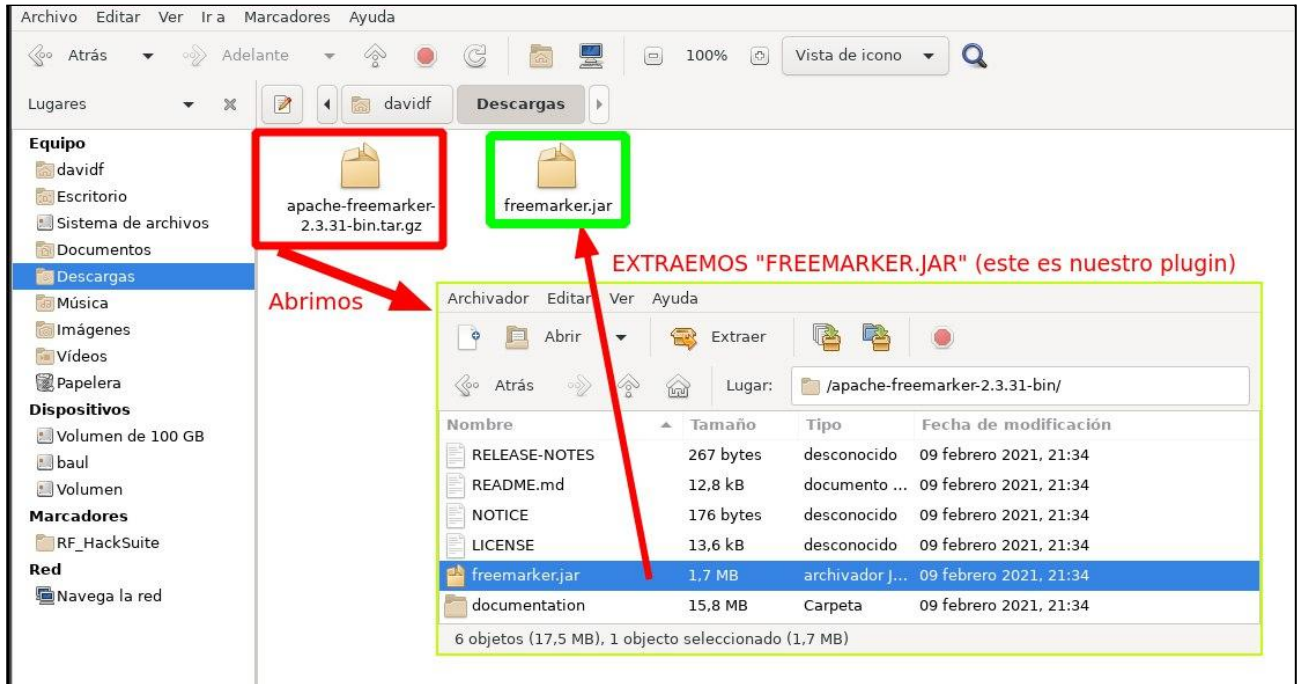 Archivo Editar Ver Ir a Marcadores Ayuda
Atrás Adelante 100% Vista de icono
Lugares davidf Descargas
Equipo
davidf
Escritorio
Sistema de archivos
Documentos
Descargas
Música
Imágenes
Vídeos
Papelera
Dispositivos
Volumen de 100 GB
baul
Volumen
Marcadores
RF_HackSuite
Red
Navega la red
apache-freemarker-
2.3.31-bin.tar.gz
freemarker.jar
EXTRAEMOS "FREEMARKER.JAR" (este es nuestro plugin)
Abrimos
Archivador Editar Ver Ayuda
Abrir Extraer
Atrás Lugar: /apache-freemarker-2.3.31-bin/
Nombre Tamaño Tipo Fecha de modificación
RELEASE-NOTES 267 bytes desconocido 09 febrero 2021, 21:34
README.md 12,8 kB documento ... 09 febrero 2021, 21:34
NOTICE 176 bytes desconocido 09 febrero 2021, 21:34
LICENSE 13,6 kB desconocido 09 febrero 2021, 21:34
freemarker.jar 1,7 MB archivador J... 09 febrero 2021, 21:34
documentation 15,8 MB Carpeta 09 febrero 2021, 21:34
6 objetos (17,5 MB), 1 objecto seleccionado (1,7 MB)